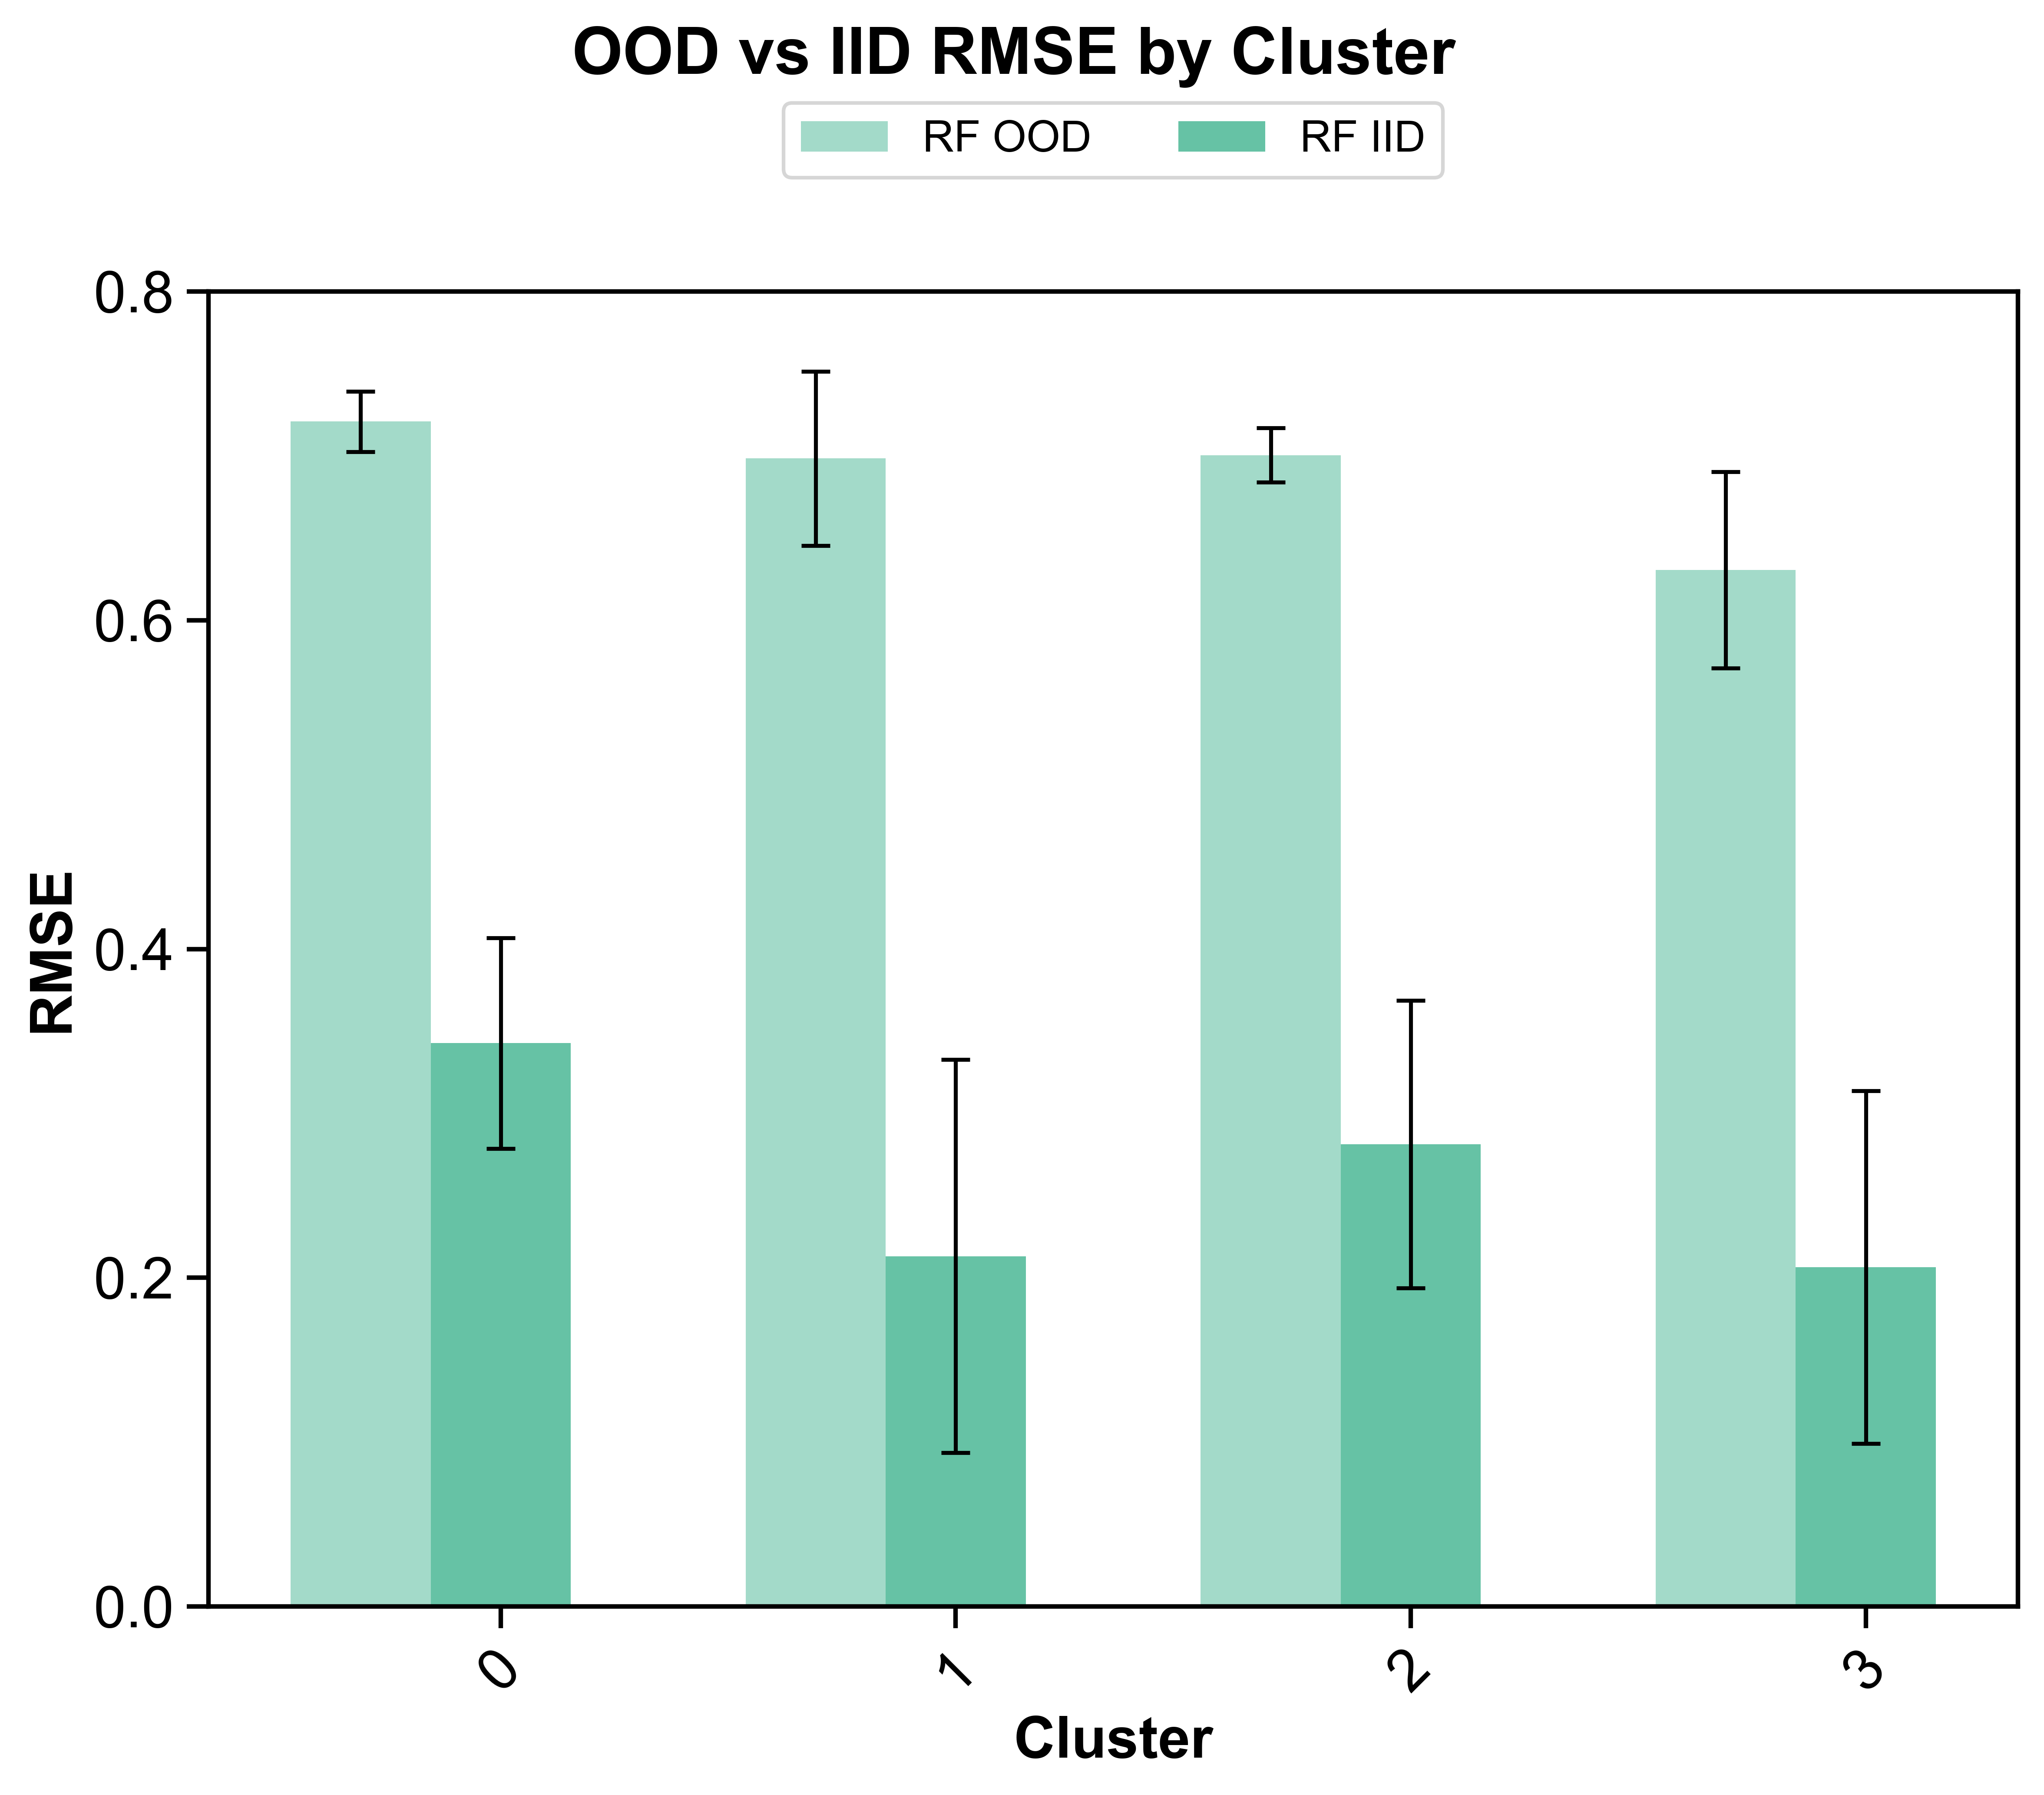 OOD vs IID RMSE by Cluster
RF OOD RF IID
0.8
0.6
0.4
0.2
0.0
RMSE
0 1 2 3
Cluster